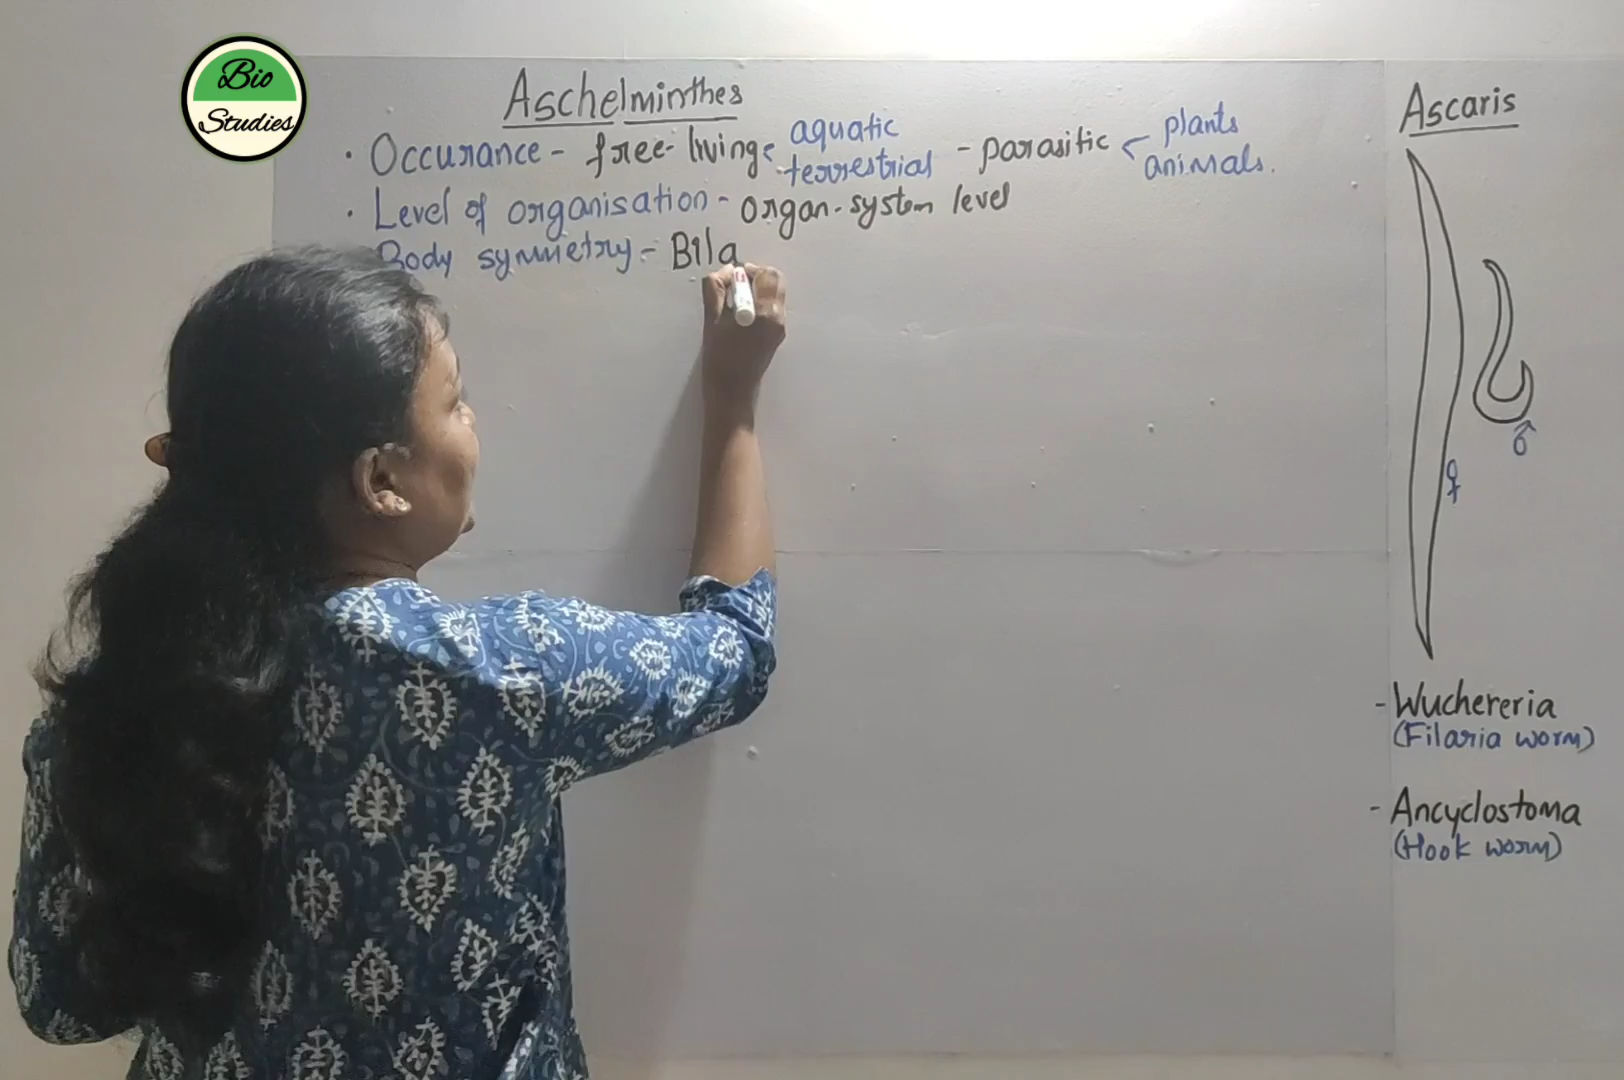 Bio
Studies
Aschelminthes
· Occurance - free-living < aquatic terrestrial - parasitic < plants animals.
· Level of organisation - organ-system level
Body symmetry - Bila
Ascaris
♀
♂
- Wuchereria
(Filaria worm)
- Ancyclostoma
(Hook worm)